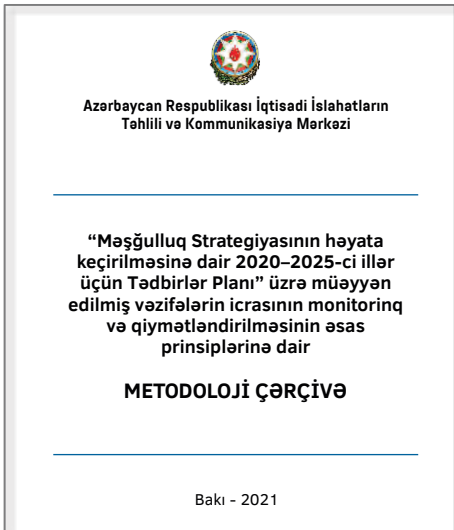 Azərbaycan Respublikası İqtisadi İslahatların
Təhlili və Kommunikasiya Mərkəzi
“Məşğulluq Strategiyasının həyata
keçirilməsinə dair 2020–2025-ci illər
üçün Tədbirlər Planı” üzrə müəyyən
edilmiş vəzifələrin icrasının monitorinq
və qiymətləndirilməsinin əsas
prinsiplərinə dair
METODOLOJİ ÇƏRÇİVƏ
Bakı - 2021